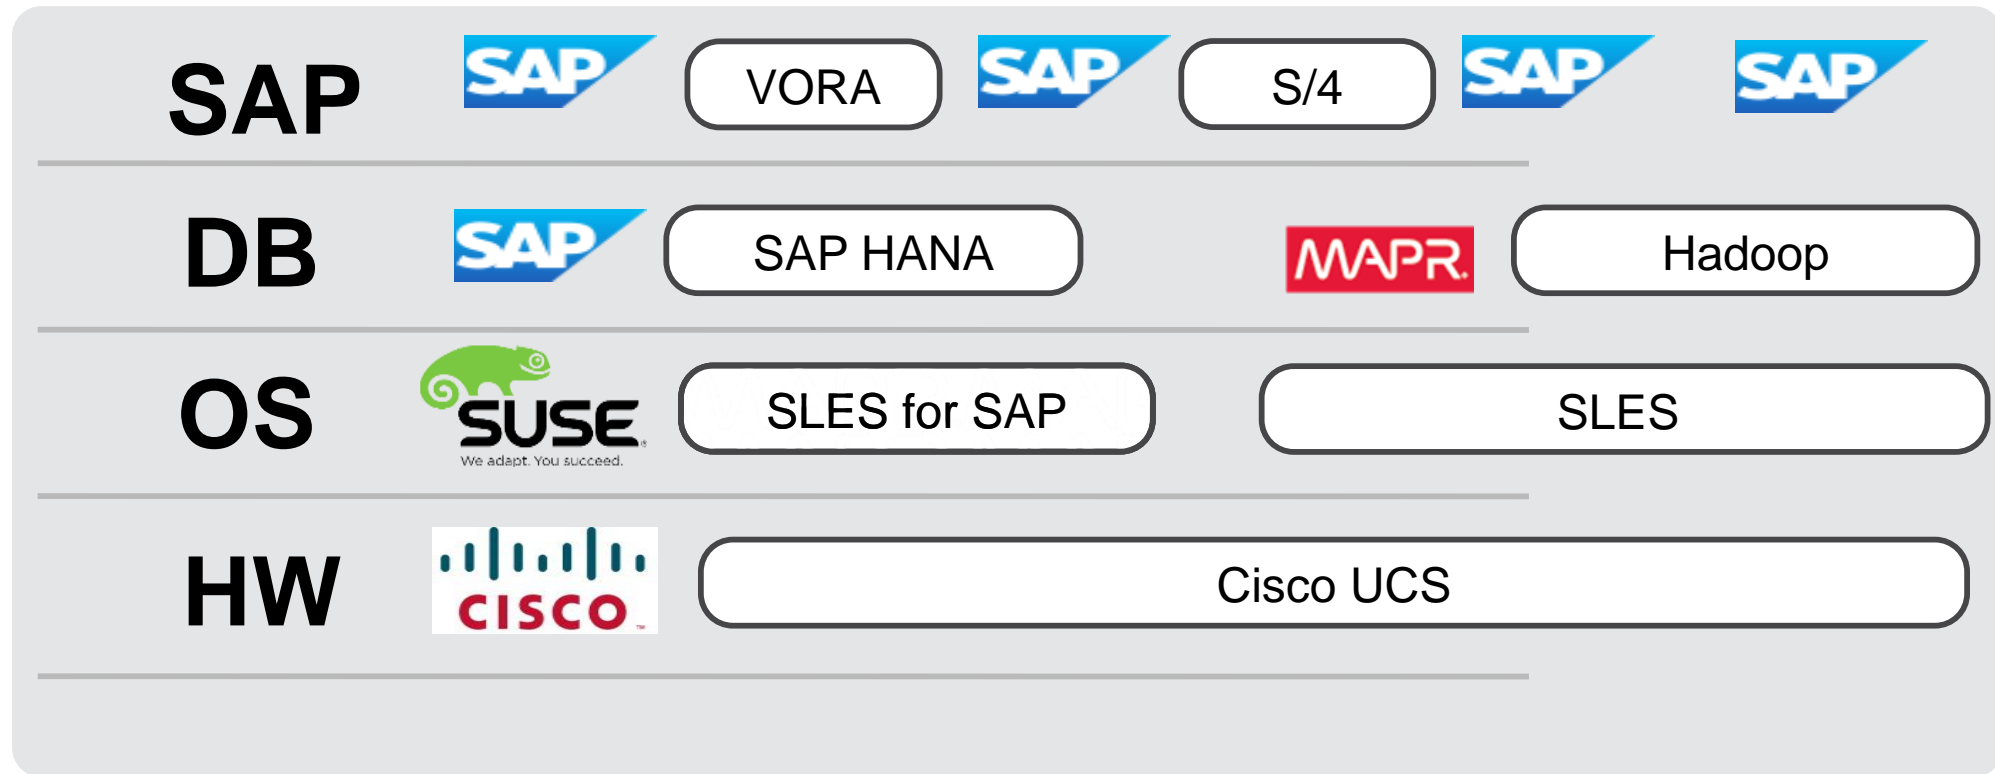 SAP SAP VORA SAP S/4 SAP SAP
DB SAP SAP HANA MAPR. Hadoop
OS SUSE® SLES for SAP SLES
We adapt. You succeed.
HW CISCO™ Cisco UCS